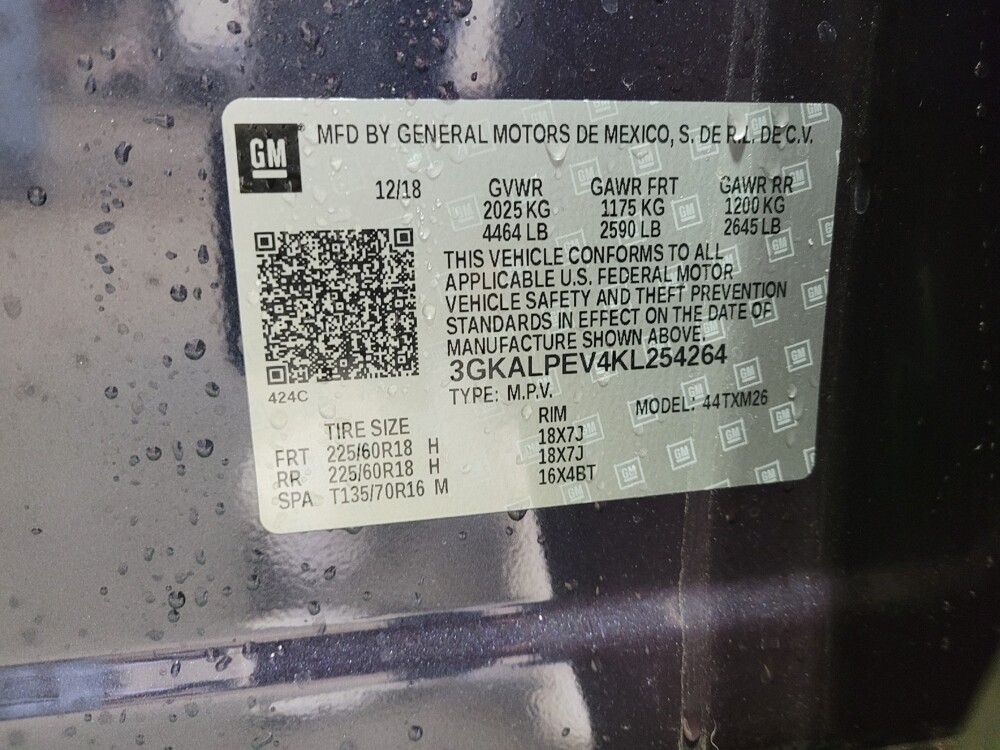 GM MFD BY GENERAL MOTORS DE MEXICO, S. DE R.L. DE C.V.
12/18 GVWR GAWR FRT GAWR RR
2025 KG 1175 KG 1200 KG
4464 LB 2590 LB 2645 LB
THIS VEHICLE CONFORMS TO ALL
APPLICABLE U.S. FEDERAL MOTOR
VEHICLE SAFETY AND THEFT PREVENTION
STANDARDS IN EFFECT ON THE DATE OF
MANUFACTURE SHOWN ABOVE.
3GKALPEV4KL254264
424C TYPE: M.P.V. MODEL: 44TXM26
TIRE SIZE RIM
FRT 225/60R18 H 18X7J
RR 225/60R18 H 18X7J
SPA T135/70R16 M 16X4BT